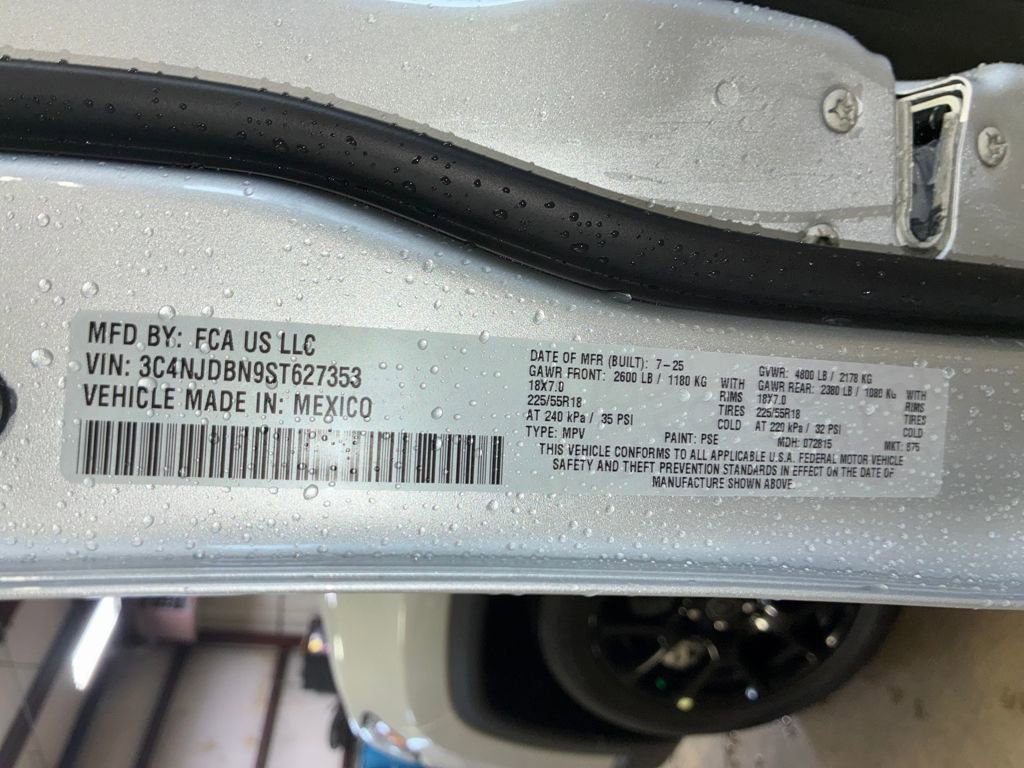 MFD BY: FCA US LLC
VIN: 3C4NJDBN9ST627353
VEHICLE MADE IN: MEXICO
DATE OF MFR (BUILT): 7-25
GAWR FRONT: 2600 LB / 1180 KG WITH
18X7.0 RIMS
225/55R18 TIRES
AT 240 kPa / 35 PSI COLD
GVWR: 4800 LB / 2178 KG
GAWR REAR: 2380 LB / 1080 KG WITH
18X7.0 RIMS
225/55R18 TIRES
AT 220 kPa / 32 PSI COLD
TYPE: MPV PAINT: PSE MDH: 072815 MKT: 875
THIS VEHICLE CONFORMS TO ALL APPLICABLE U.S.A. FEDERAL MOTOR VEHICLE
SAFETY AND THEFT PREVENTION STANDARDS IN EFFECT ON THE DATE OF
MANUFACTURE SHOWN ABOVE